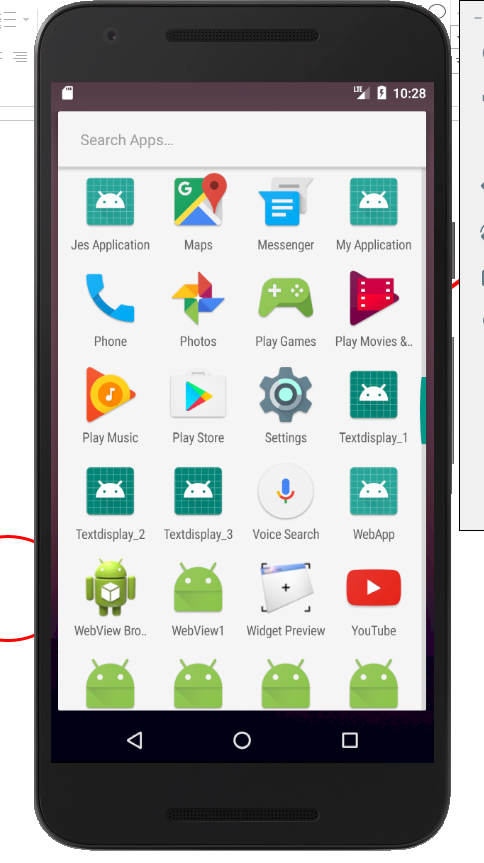 LTE 10:28
Search Apps...
G
Jes Application Maps Messenger My Application
Phone Photos Play Games Play Movies &..
Play Music Play Store Settings Textdisplay_1
Textdisplay_2 Textdisplay_3 Voice Search WebApp
WebView Bro.. WebView1 Widget Preview YouTube